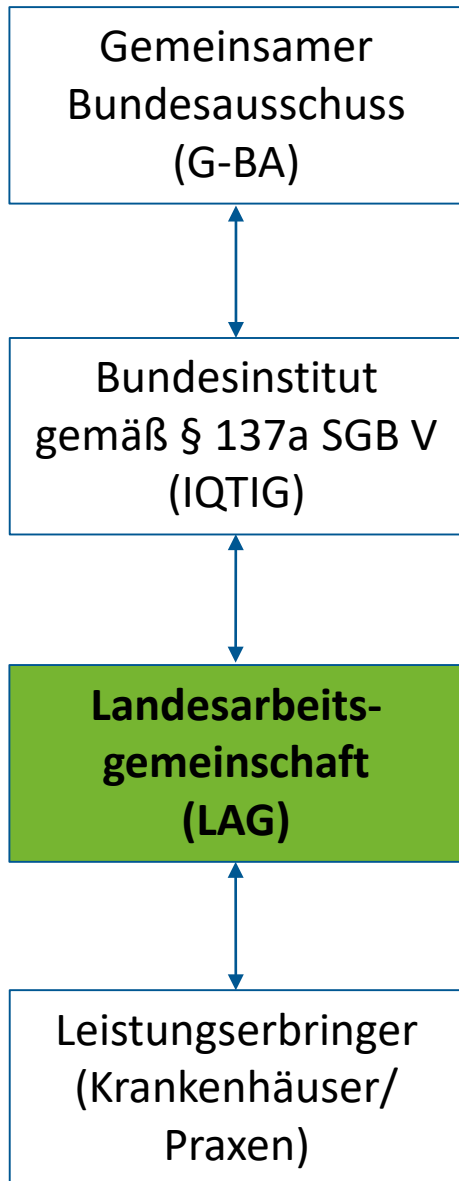 Gemeinsamer
Bundesausschuss
(G-BA)
Bundesinstitut
gemäß § 137a SGB V
(IQTIG)
Landesarbeits-
gemeinschaft
(LAG)
Leistungserbringer
(Krankenhäuser/
Praxen)